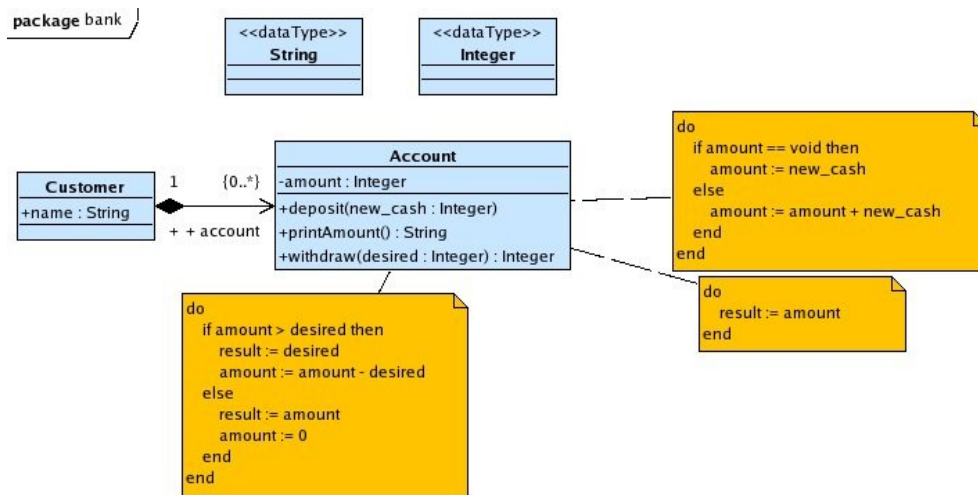 package bank
<<dataType>>
String
<<dataType>>
Integer
Customer
+name : String
1
{0..*}
+ + account
Account
-amount : Integer
+deposit(new_cash : Integer)
+printAmount() : String
+withdraw(desired : Integer) : Integer
do
if amount == void then
amount := new_cash
else
amount := amount + new_cash
end
end
do
result := amount
end
do
if amount > desired then
result := desired
amount := amount - desired
else
result := amount
amount := 0
end
end